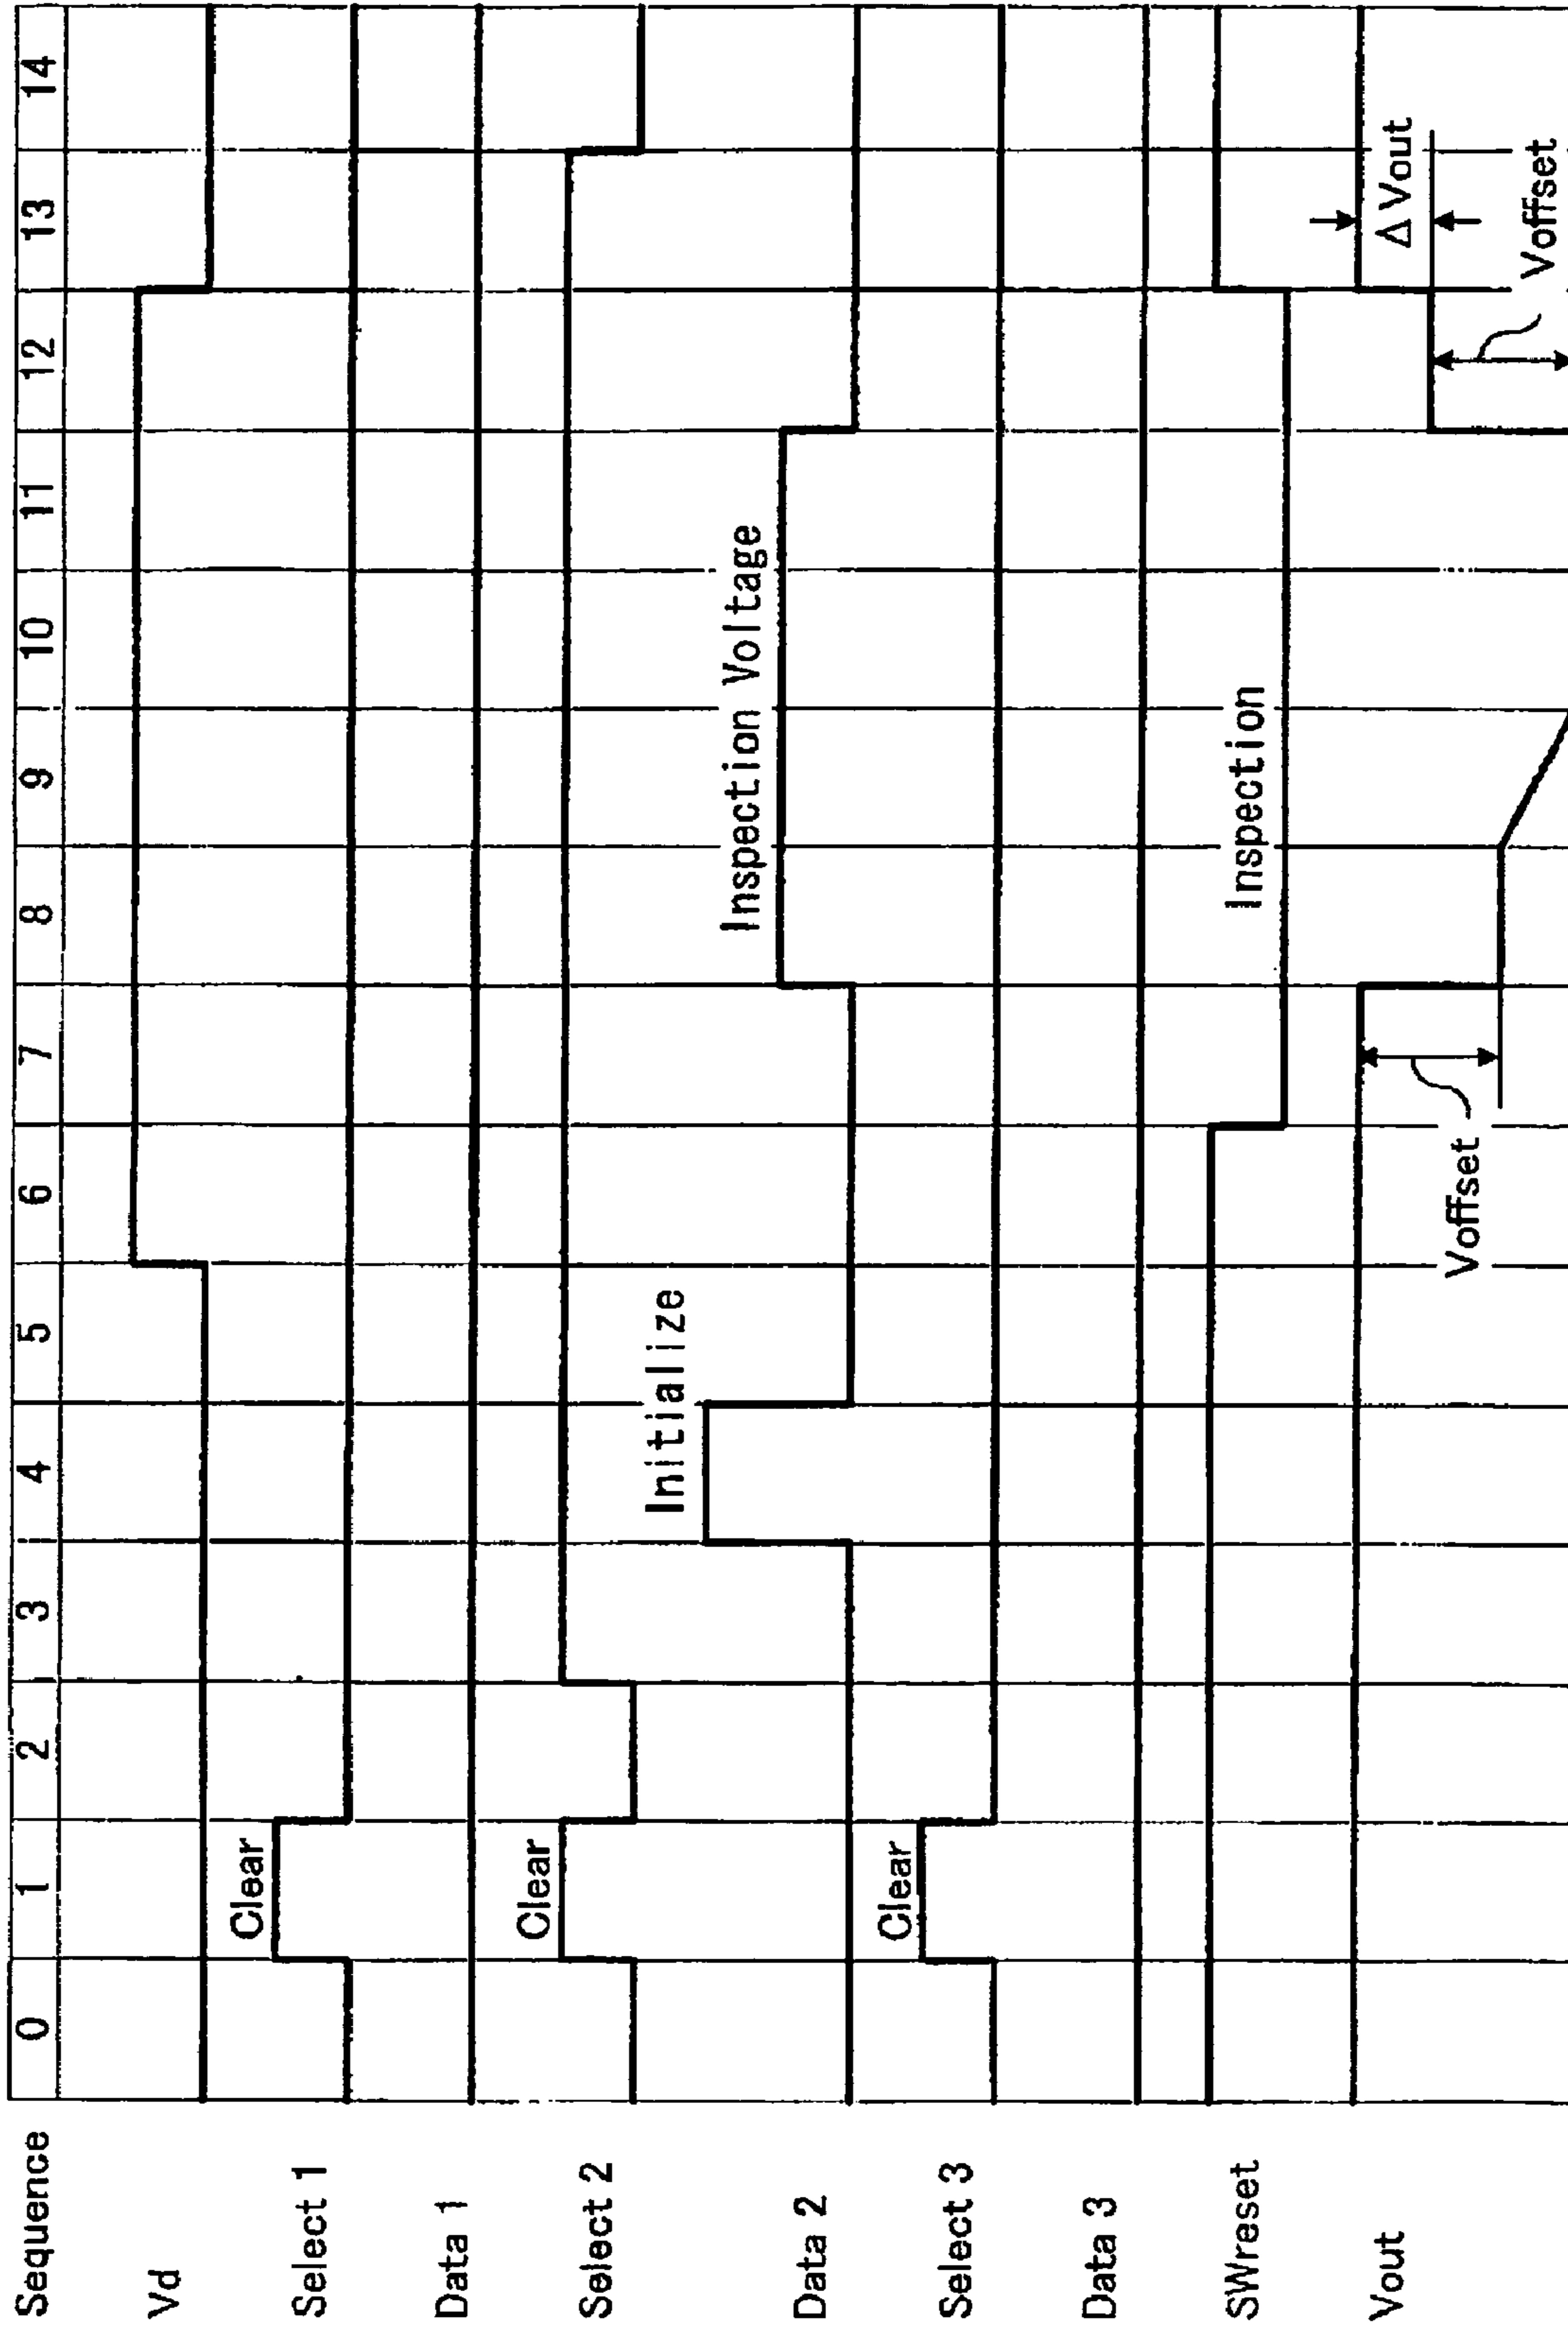 Sequence 0 1 2 3 4 5 6 7 8 9 10 11 12 13 14
Vd
Select 1
Clear
Data 1
Select 2
Clear
Initialize
Inspection Voltage
Data 2
Select 3
Clear
Data 3
SWreset
Inspection
Vout
Voffset
Δ Vout
Voffset